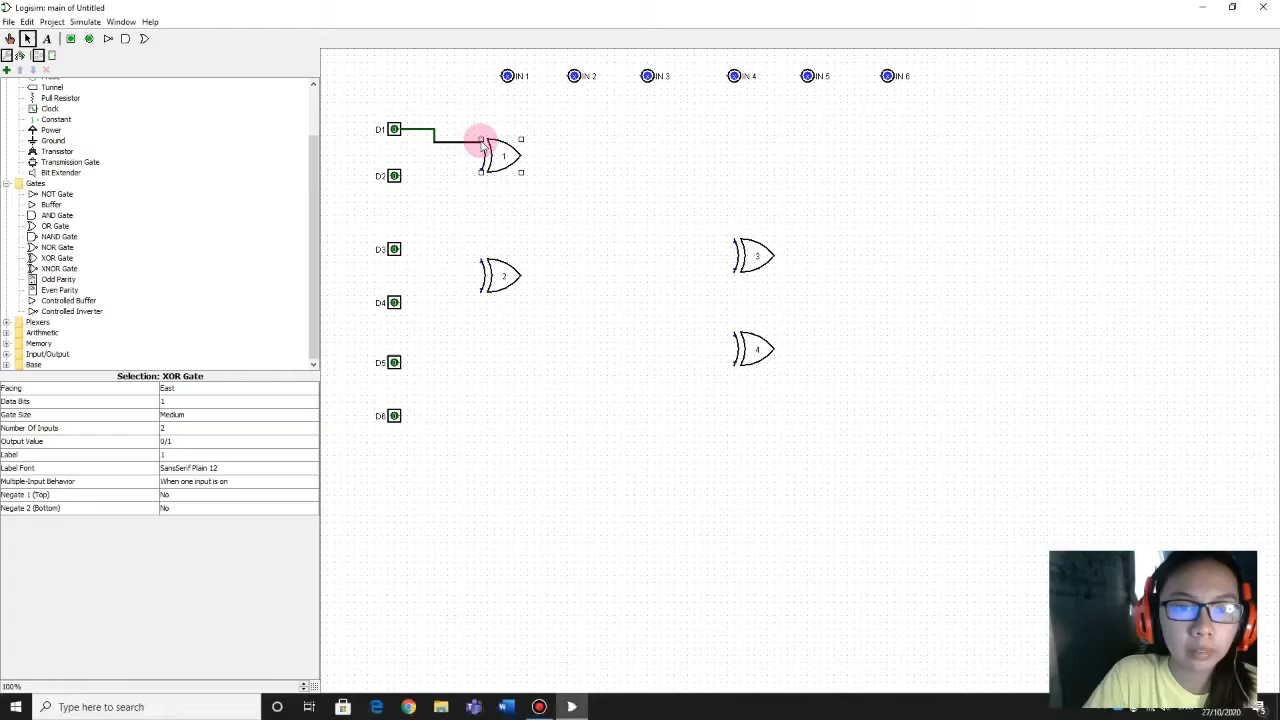 Logisim: main of Untitled
File Edit Project Simulate Window Help
A
Tunnel
Pull Resistor
Clock
1 Constant
Power
Ground
Transistor
Transmission Gate
Bit Extender
Gates
NOT Gate
Buffer
AND Gate
OR Gate
NAND Gate
NOR Gate
XOR Gate
XNOR Gate
Odd Parity
Even Parity
Controlled Buffer
Controlled Inverter
Plexers
Arithmetic
Memory
Input/Output
Base
Selection: XOR Gate
Facing East
Data Bits 1
Gate Size Medium
Number Of Inputs 2
Output Value 0/1
Label 1
Label Font SansSerif Plain 12
Multiple-Input Behavior When one input is on
Negate 1 (Top) No
Negate 2 (Bottom) No
100%
IN 1 IN 2 IN 3 IN 4 IN 5 IN 6
D1
1
D2
D3
3
2
D4
4
D5
D6
Type here to search
27/10/2020